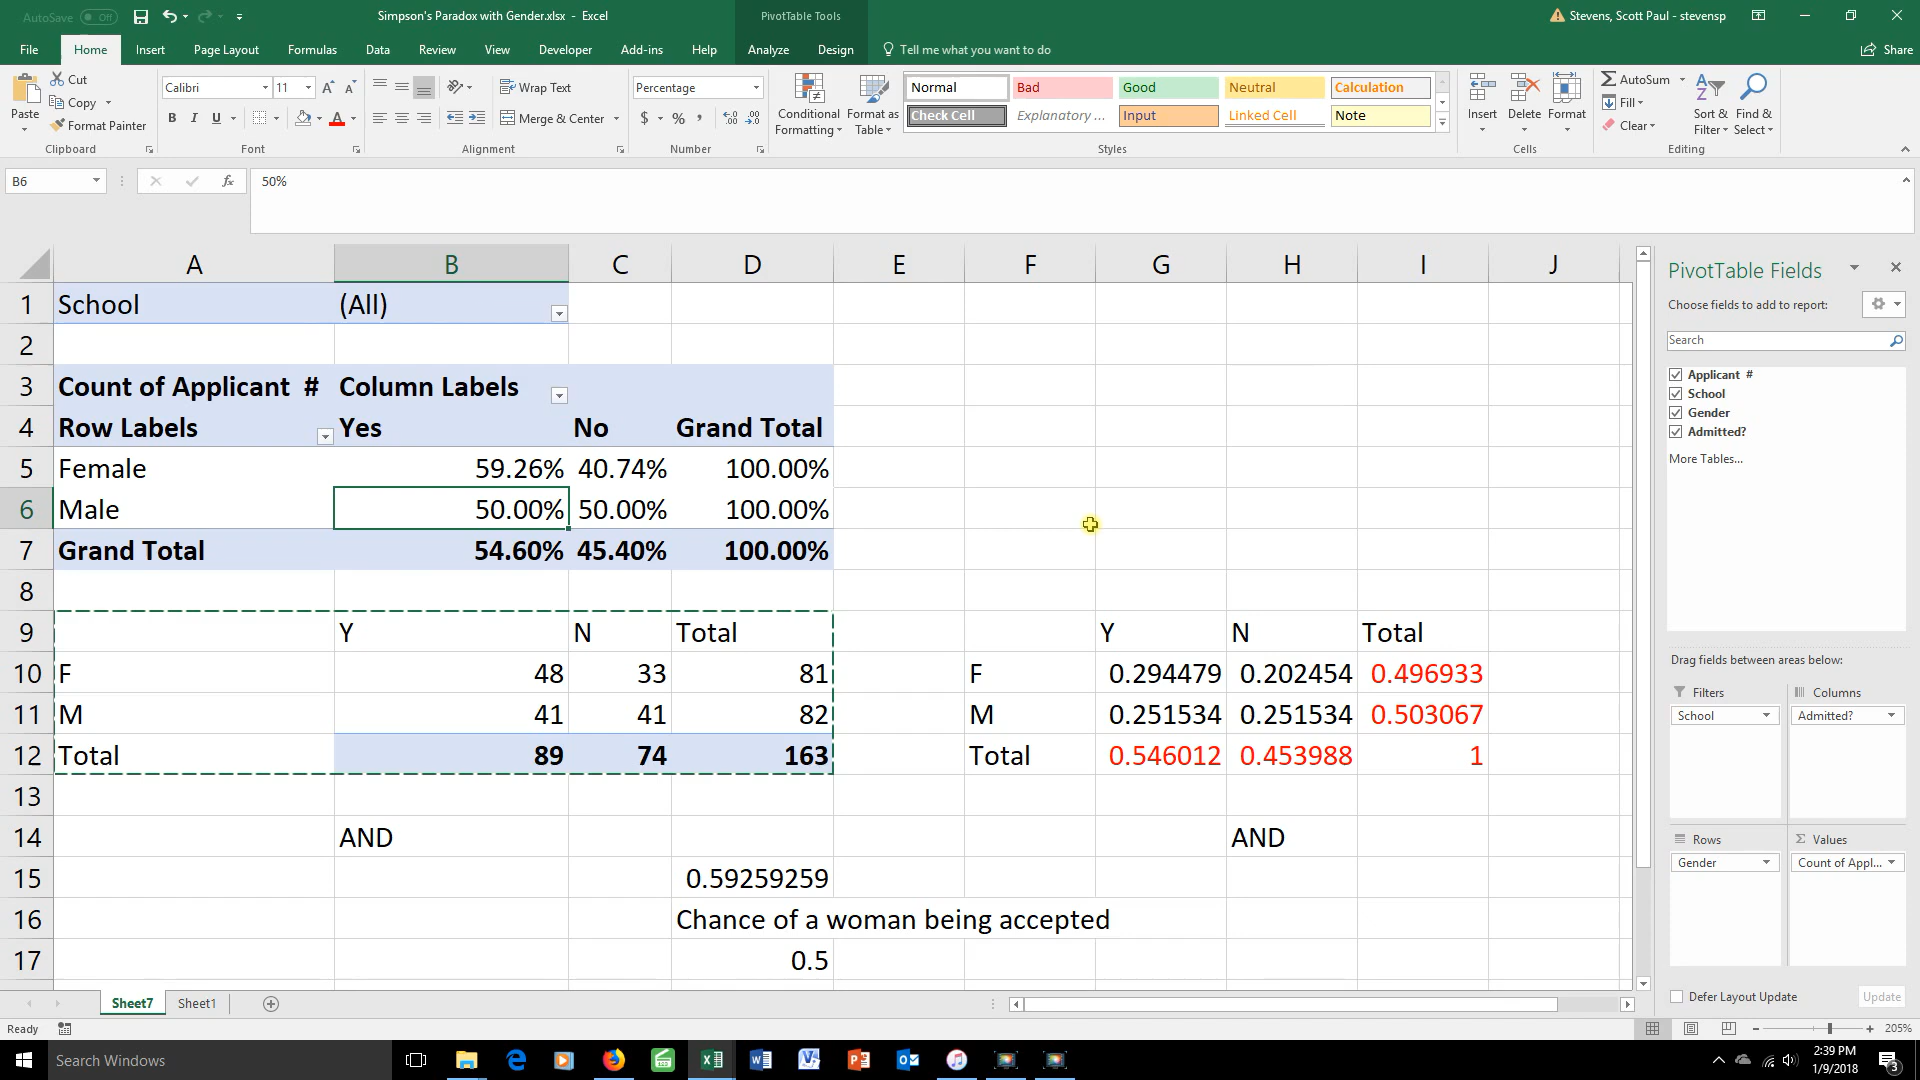 AutoSave Off
Simpson's Paradox with Gender.xlsx - Excel
PivotTable Tools
Stevens, Scott Paul - stevensp
File Home Insert Page Layout Formulas Data Review View Developer Add-ins Help Analyze Design Tell me what you want to do Share
Cut
Copy
Format Painter
Paste
Clipboard
Calibri 11
B I U A
Font
Wrap Text
Merge & Center
Alignment
Percentage
$ % ,
Number
Conditional Formatting
Format as Table
Normal Bad Good Neutral Calculation
Check Cell Explanatory ... Input Linked Cell Note
Styles
Insert Delete Format
Cells
AutoSum
Fill
Clear
Sort & Filter
Find & Select
Editing
B6 fx 50%
A B C D E F G H I J
1 School (All)
2
3 Count of Applicant # Column Labels
4 Row Labels Yes No Grand Total
5 Female 59.26% 40.74% 100.00%
6 Male 50.00% 50.00% 100.00%
7 Grand Total 54.60% 45.40% 100.00%
8
9 Y N Total Y N Total
10 F 48 33 81 F 0.294479 0.202454 0.496933
11 M 41 41 82 M 0.251534 0.251534 0.503067
12 Total 89 74 163 Total 0.546012 0.453988 1
13
14 AND AND
15 0.59259259
16 Chance of a woman being accepted
17 0.5
PivotTable Fields
Choose fields to add to report:
Search
Applicant #
School
Gender
Admitted?
More Tables...
Drag fields between areas below:
Filters Columns
School Admitted?
Rows Σ Values
Gender Count of Appl...
Defer Layout Update Update
Sheet7 Sheet1
Ready
205%
Search Windows
2:39 PM
1/9/2018
3